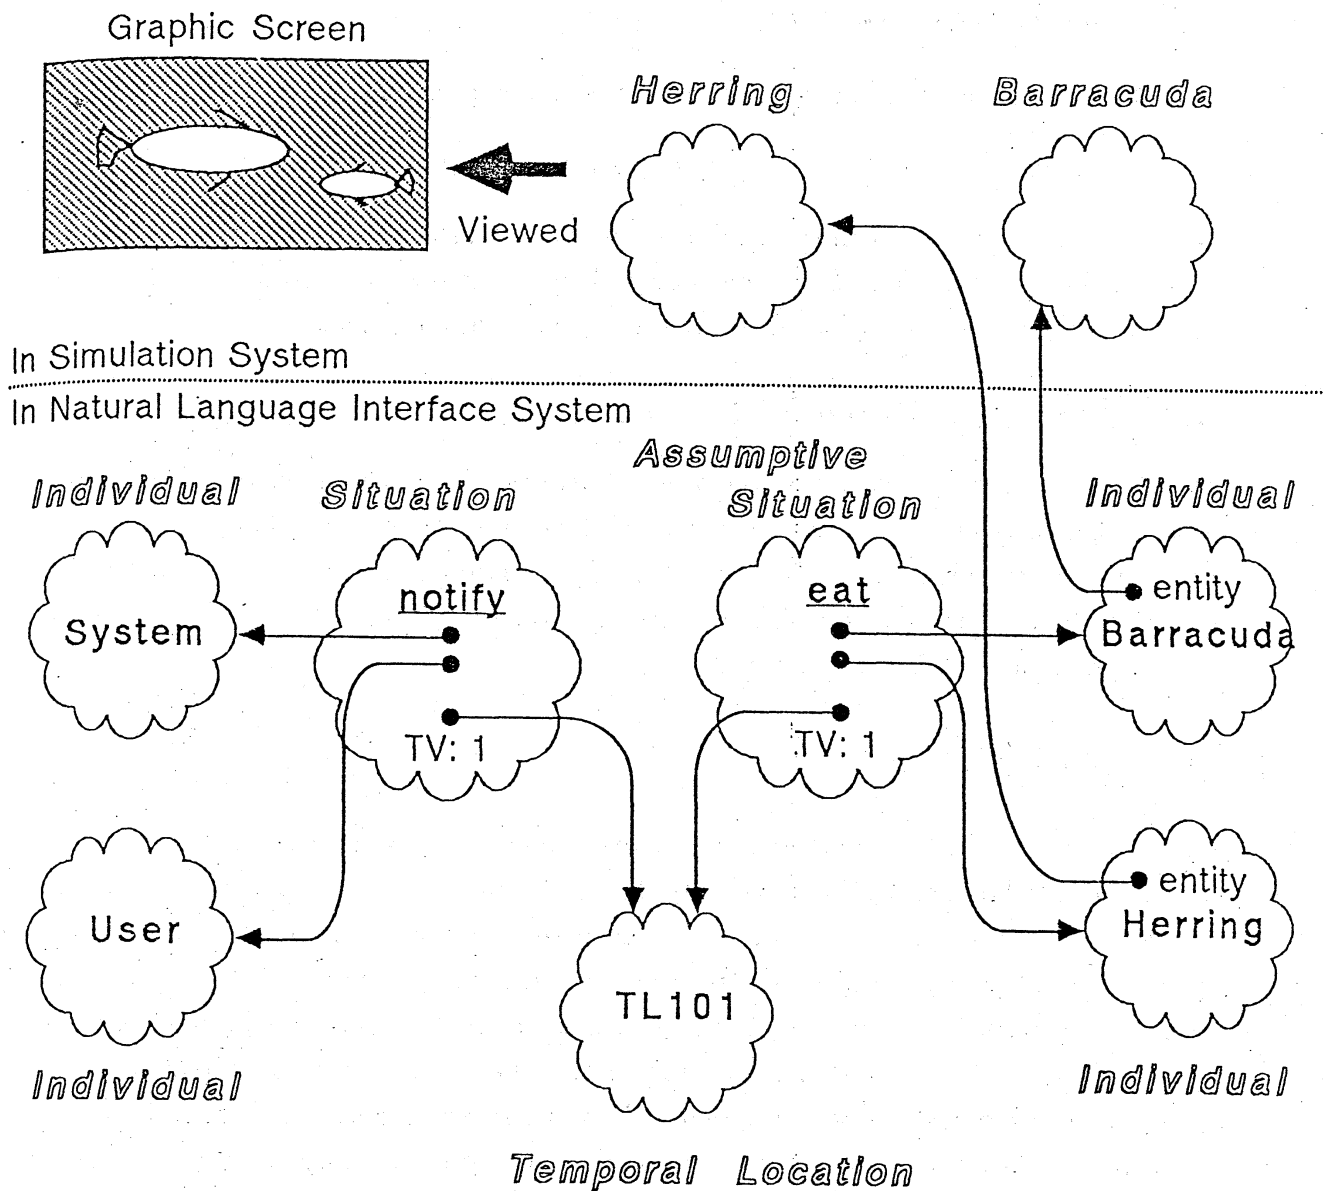 Graphic Screen
Herring
Barracuda
Viewed
In Simulation System
In Natural Language Interface System
Individual
Situation
Assumptive
Situation
Individual
System
notify
TV: 1
eat
TV: 1
entity
Barracuda
User
TL101
entity
Herring
Individual
Individual
Temporal Location